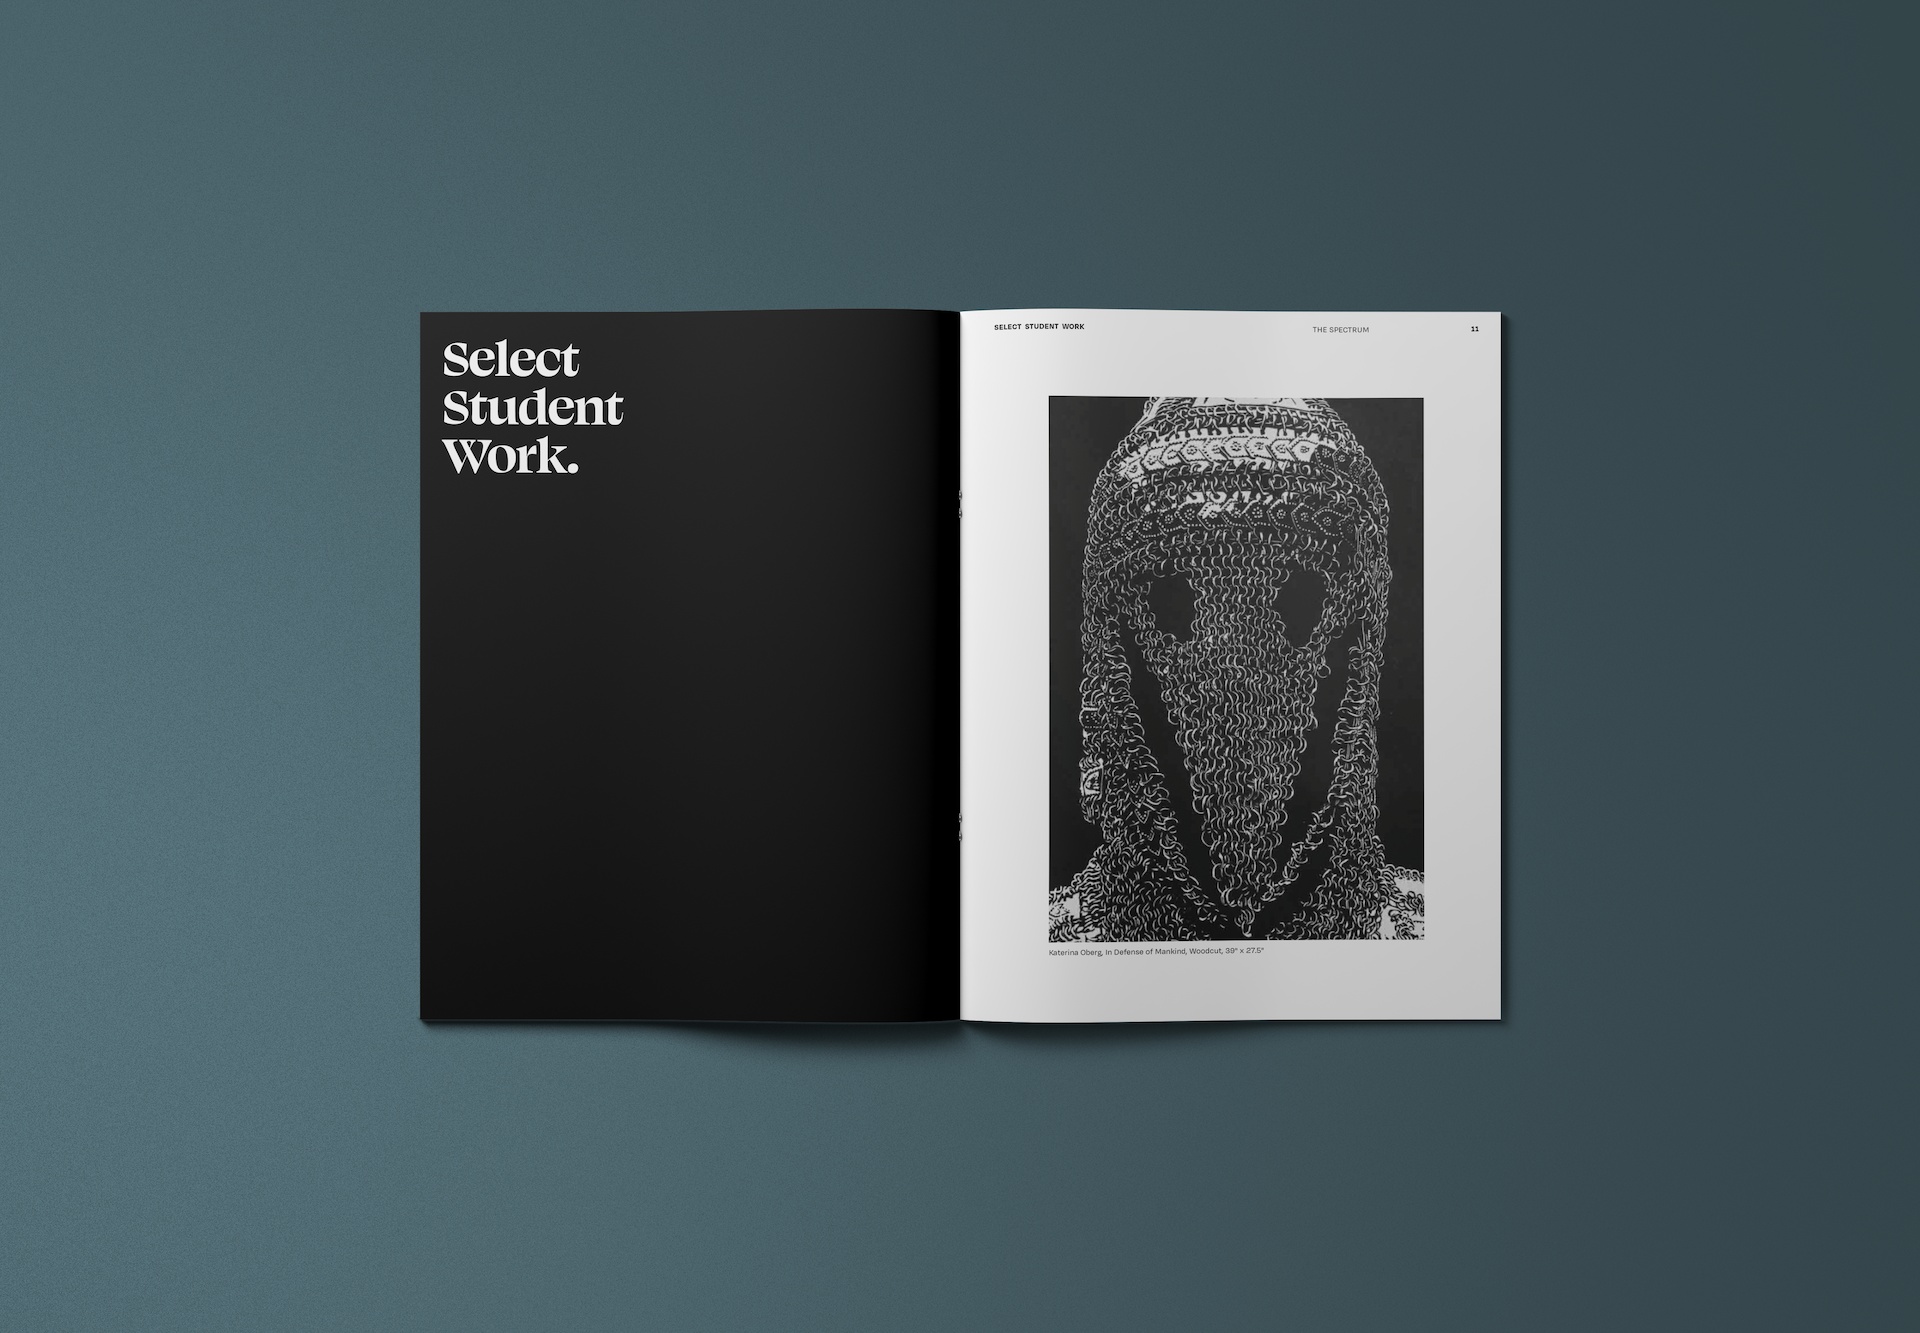 Select
Student
Work.
SELECT STUDENT WORK
THE SPECTRUM
11
Katerina Oberg, In Defense of Mankind, Woodcut, 39" x 27.5"